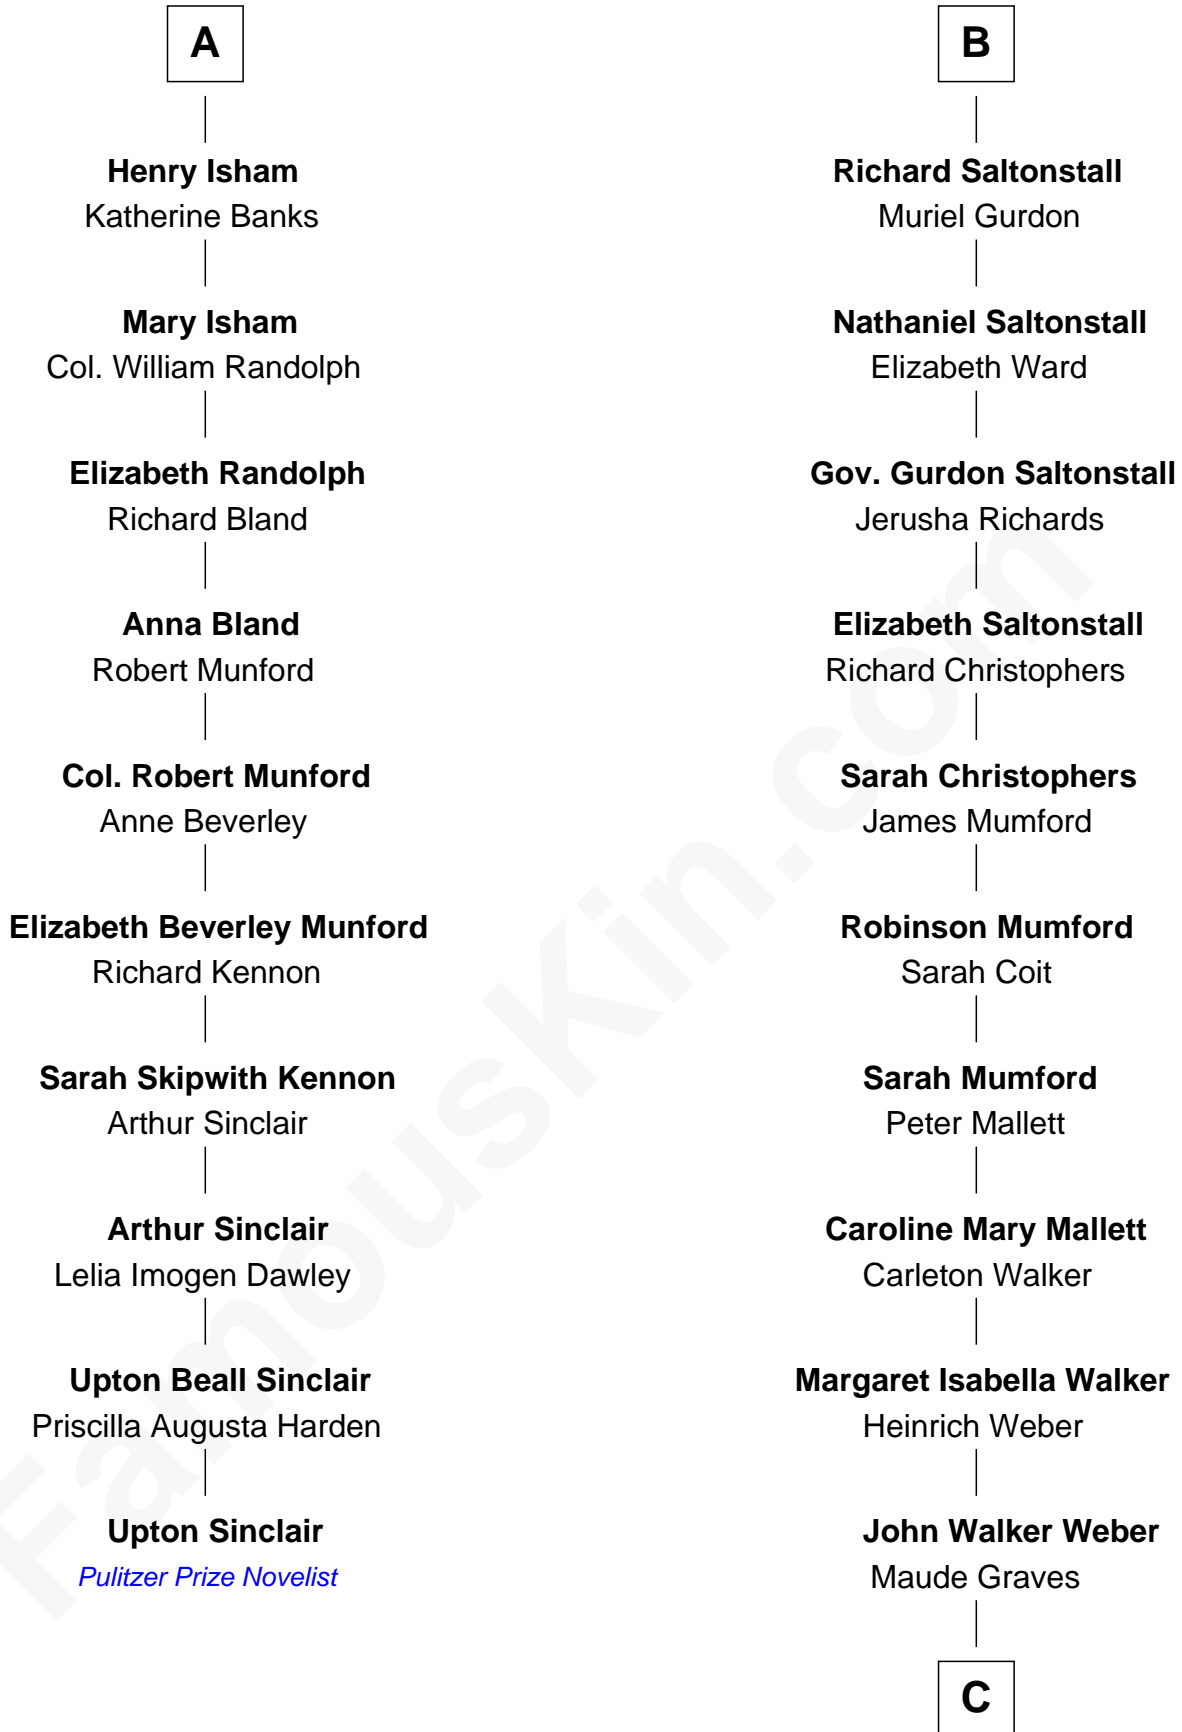 A
Henry Isham
Katherine Banks
Mary Isham
Col. William Randolph
Elizabeth Randolph
Richard Bland
Anna Bland
Robert Munford
Col. Robert Munford
Anne Beverley
Elizabeth Beverley Munford
Richard Kennon
Sarah Skipwith Kennon
Arthur Sinclair
Arthur Sinclair
Lelia Imogen Dawley
Upton Beall Sinclair
Priscilla Augusta Harden
Upton Sinclair
Pulitzer Prize Novelist
B
Richard Saltonstall
Muriel Gurdon
Nathaniel Saltonstall
Elizabeth Ward
Gov. Gurdon Saltonstall
Jerusha Richards
Elizabeth Saltonstall
Richard Christophers
Sarah Christophers
James Mumford
Robinson Mumford
Sarah Coit
Sarah Mumford
Peter Mallett
Caroline Mary Mallett
Carleton Walker
Margaret Isabella Walker
Heinrich Weber
John Walker Weber
Maude Graves
C
FamousKin.com